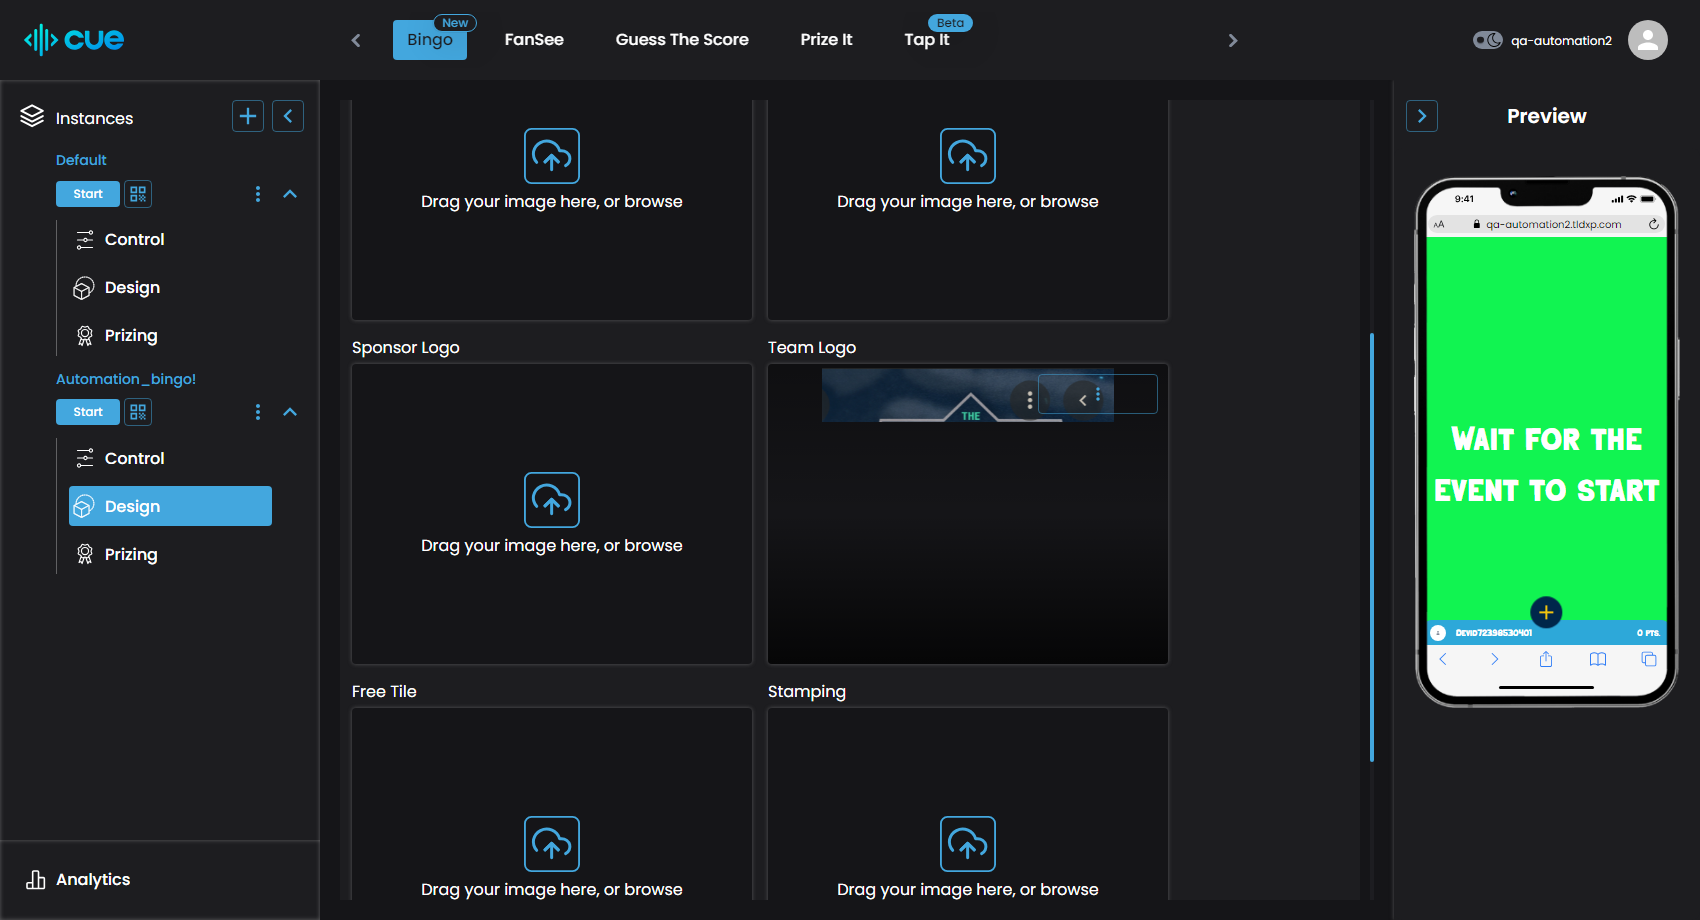 cue
Bingo
New
FanSee
Guess The Score
Prize It
Tap It
Beta
qa-automation2
Instances
Default
Start
Control
Design
Prizing
Automation_bingo!
Start
Control
Design
Prizing
Analytics
Drag your image here, or browse
Drag your image here, or browse
Sponsor Logo
Team Logo
THE
Drag your image here, or browse
Free Tile
Stamping
Drag your image here, or browse
Drag your image here, or browse
Preview
9:41
AA
qa-automation2.tldxp.com
WAIT FOR THE
EVENT TO START
0 PTS.